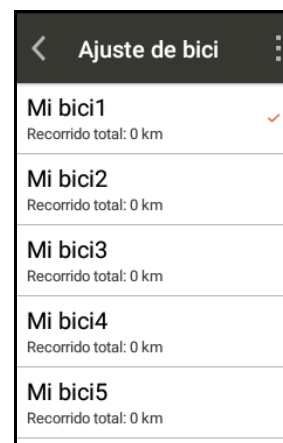 Ajuste de bici
Mi bici1
Recorrido total: 0 km
Mi bici2
Recorrido total: 0 km
Mi bici3
Recorrido total: 0 km
Mi bici4
Recorrido total: 0 km
Mi bici5
Recorrido total: 0 km